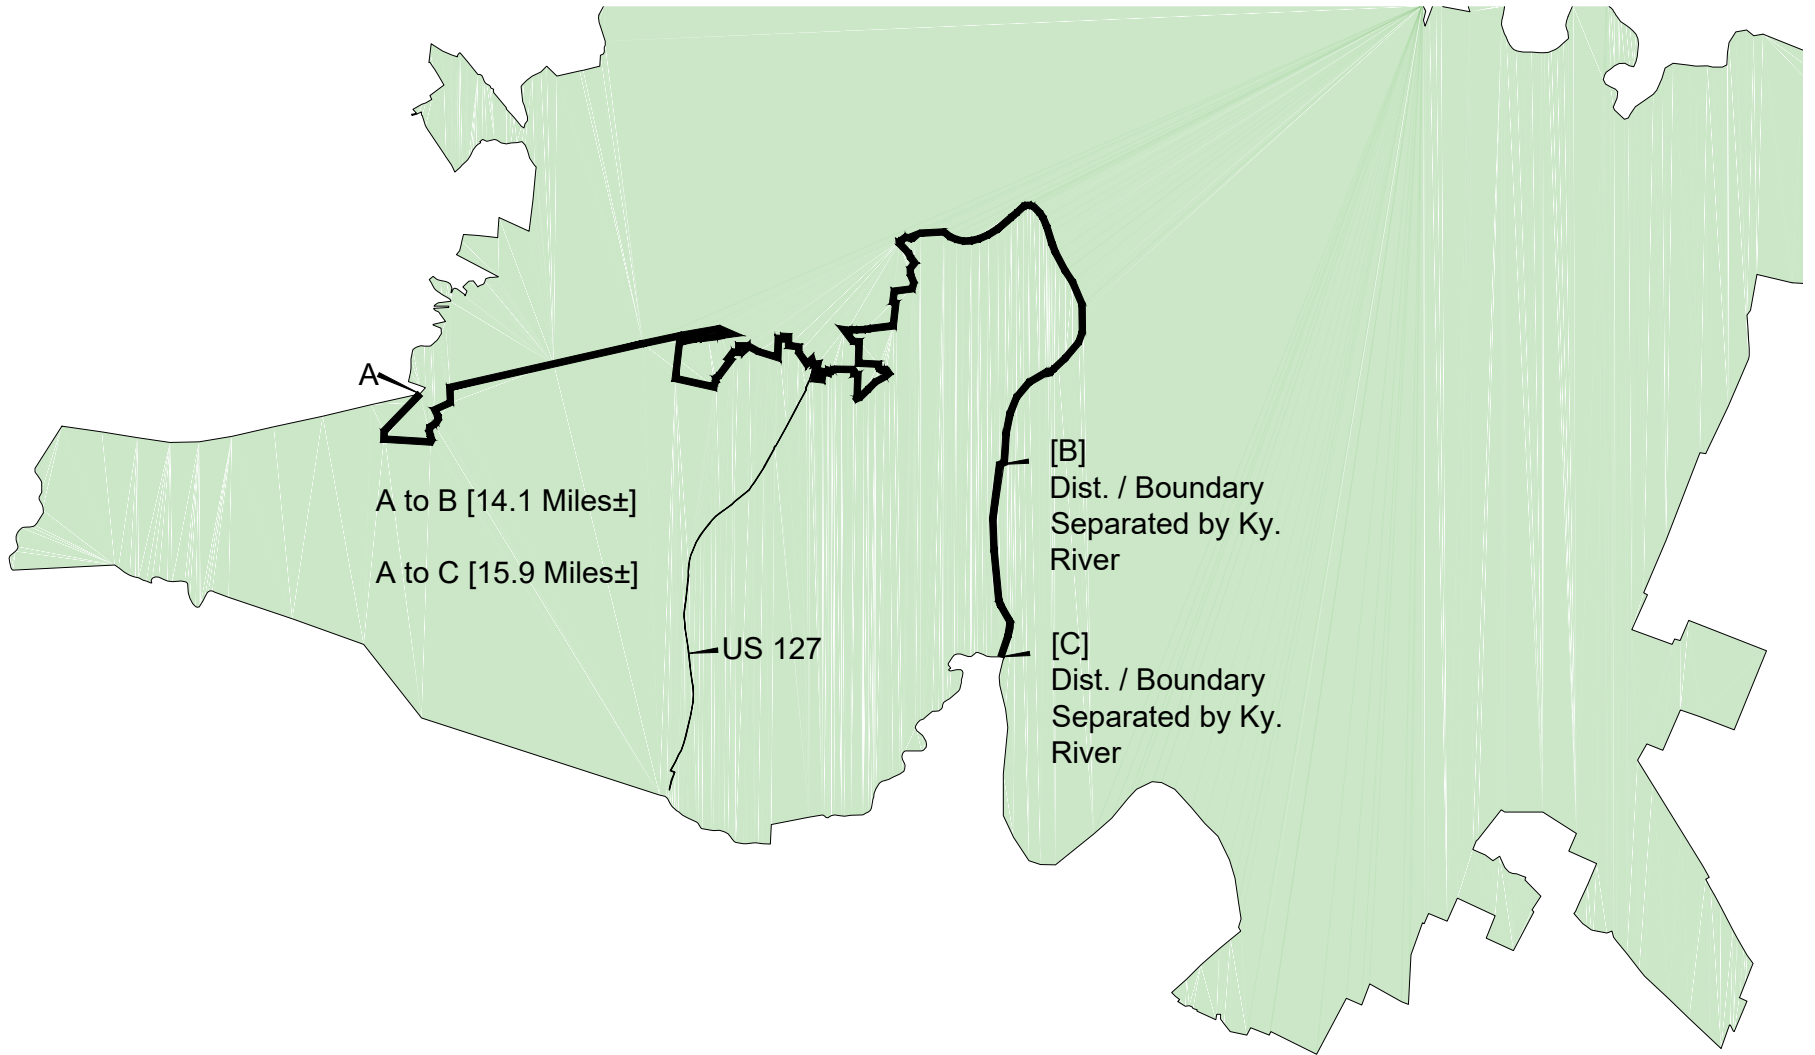 A
[B]
Dist. / Boundary
Separated by Ky.
River
A to B [14.1 Miles±]
A to C [15.9 Miles±]
US 127
[C]
Dist. / Boundary
Separated by Ky.
River